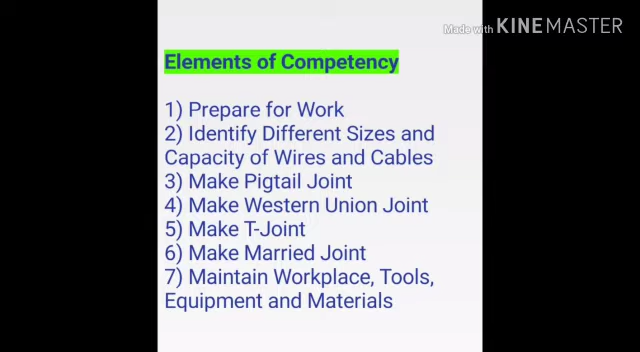 Made with KINEMASTER
Elements of Competency
1) Prepare for Work
2) Identify Different Sizes and
Capacity of Wires and Cables
3) Make Pigtail Joint
4) Make Western Union Joint
5) Make T-Joint
6) Make Married Joint
7) Maintain Workplace, Tools,
Equipment and Materials